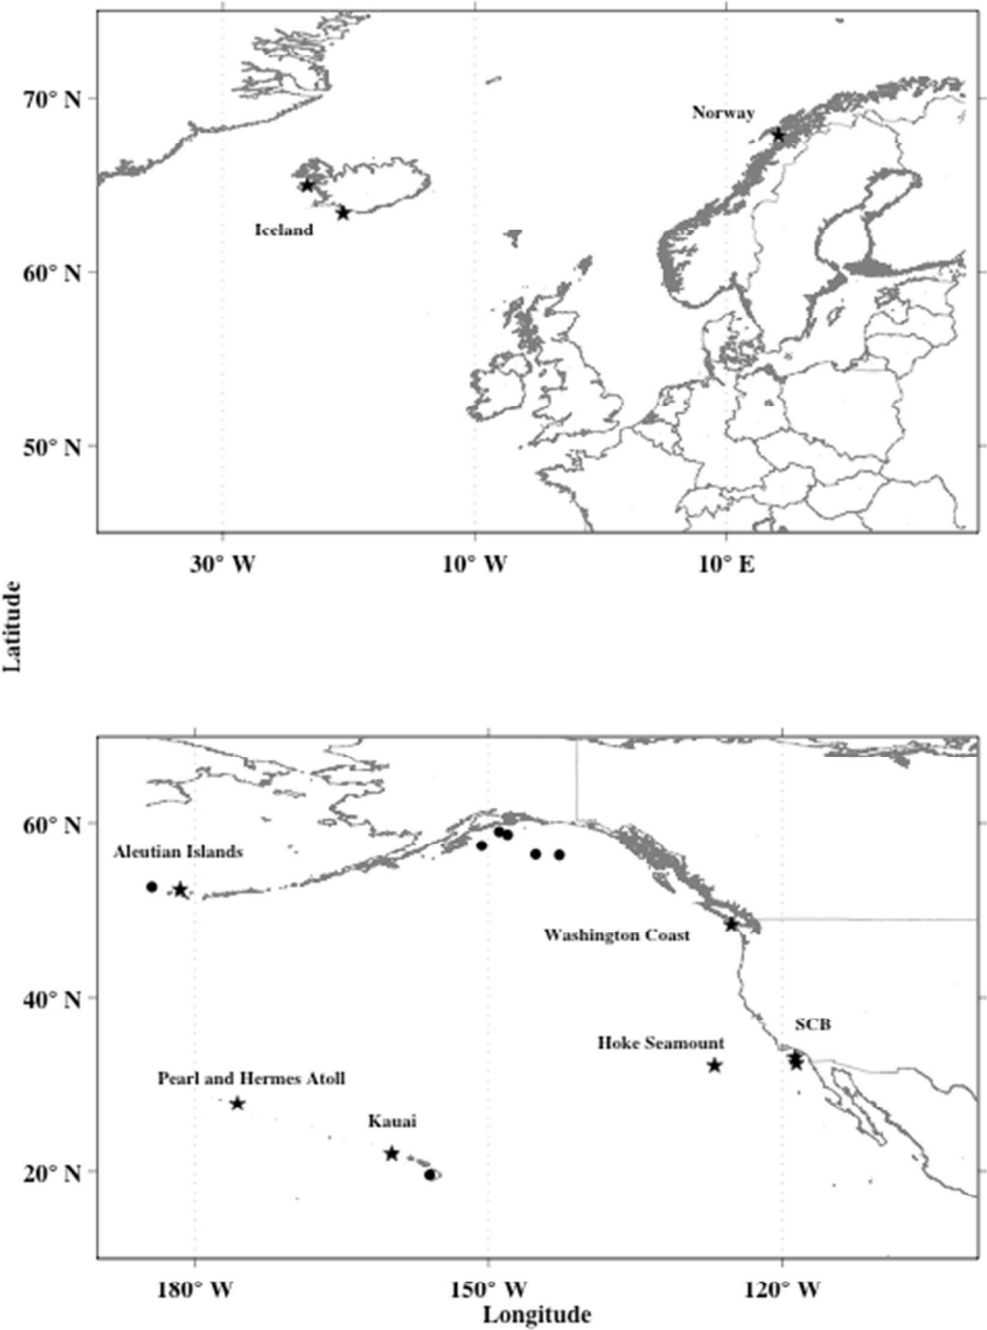 70° N
Norway
Iceland
60° N
50° N
30° W
10° W
10° E
Latitude
60° N
Aleutian Islands
Washington Coast
40° N
SCB
Hoke Seamount
Pearl and Hermes Atoll
Kauai
20° N
180° W
150° W
120° W
Longitude